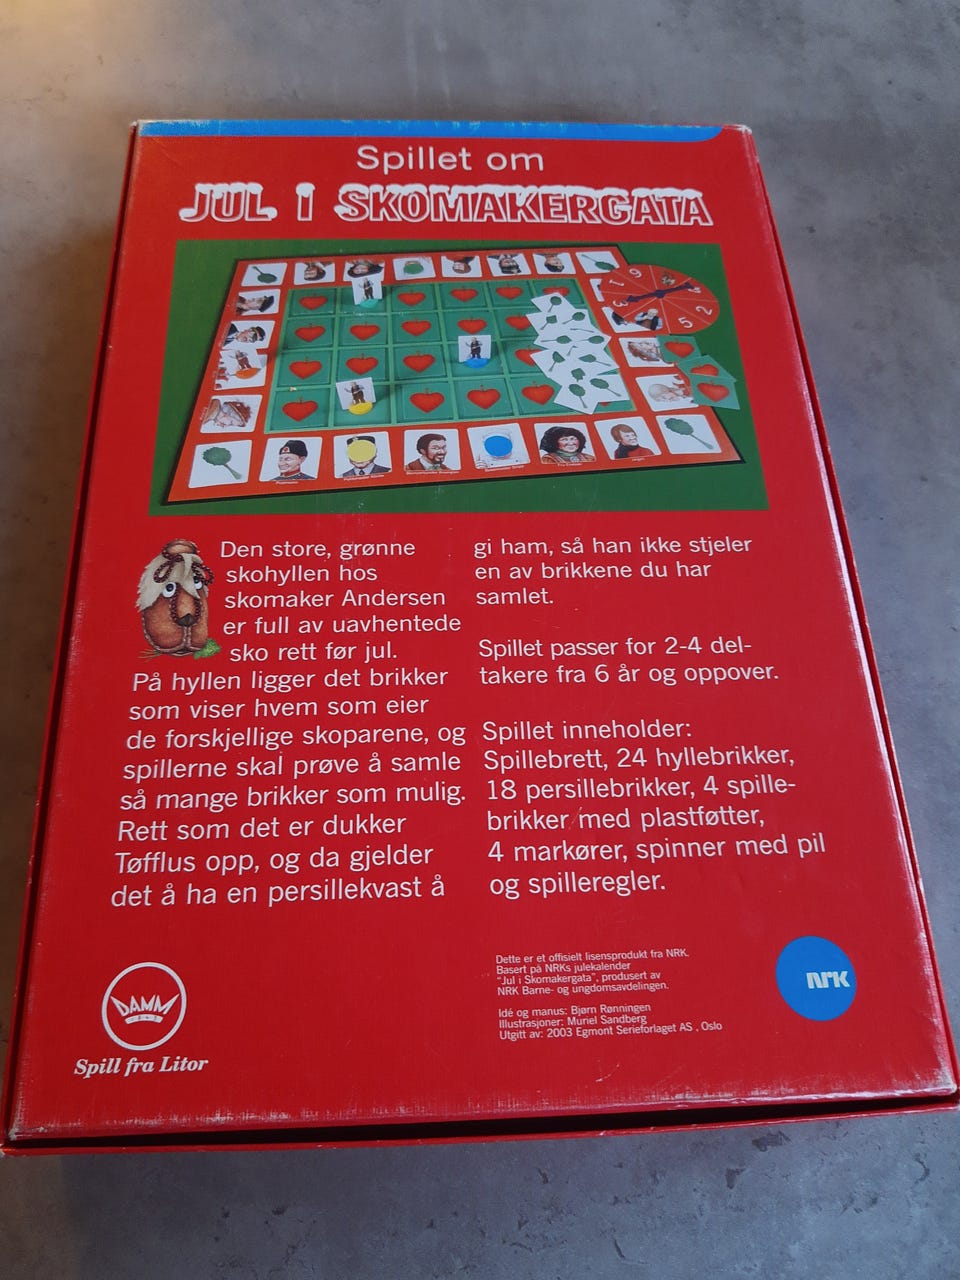 Spillet om
JUL I SKOMAKERGATA
Den store, grønne
skohyllen hos
skomaker Andersen
er full av uavhentede
sko rett før jul.
På hyllen ligger det brikker
som viser hvem som eier
de forskjellige skoparene, og
spillerne skal prøve å samle
så mange brikker som mulig.
Rett som det er dukker
Tøfflus opp, og da gjelder
det å ha en persillekvast å
gi ham, så han ikke stjeler
en av brikkene du har
samlet.
Spillet passer for 2-4 del-
takere fra 6 år og oppover.
Spillet inneholder:
Spillebrett, 24 hyllebrikker,
18 persillebrikker, 4 spille-
brikker med plastføtter,
4 markører, spinner med pil
og spilleregler.
DAMM
1843
Spill fra Litor
Dette er et offisielt lisensprodukt fra NRK.
Basert på NRKs julekalender
"Jul i Skomakergata", produsert av
NRK Barne- og ungdomsavdelingen.
Idé og manus: Bjørn Rønningen
Illustrasjoner: Muriel Sandberg
Utgitt av: 2003 Egmont Serieforlaget AS , Oslo
NRK